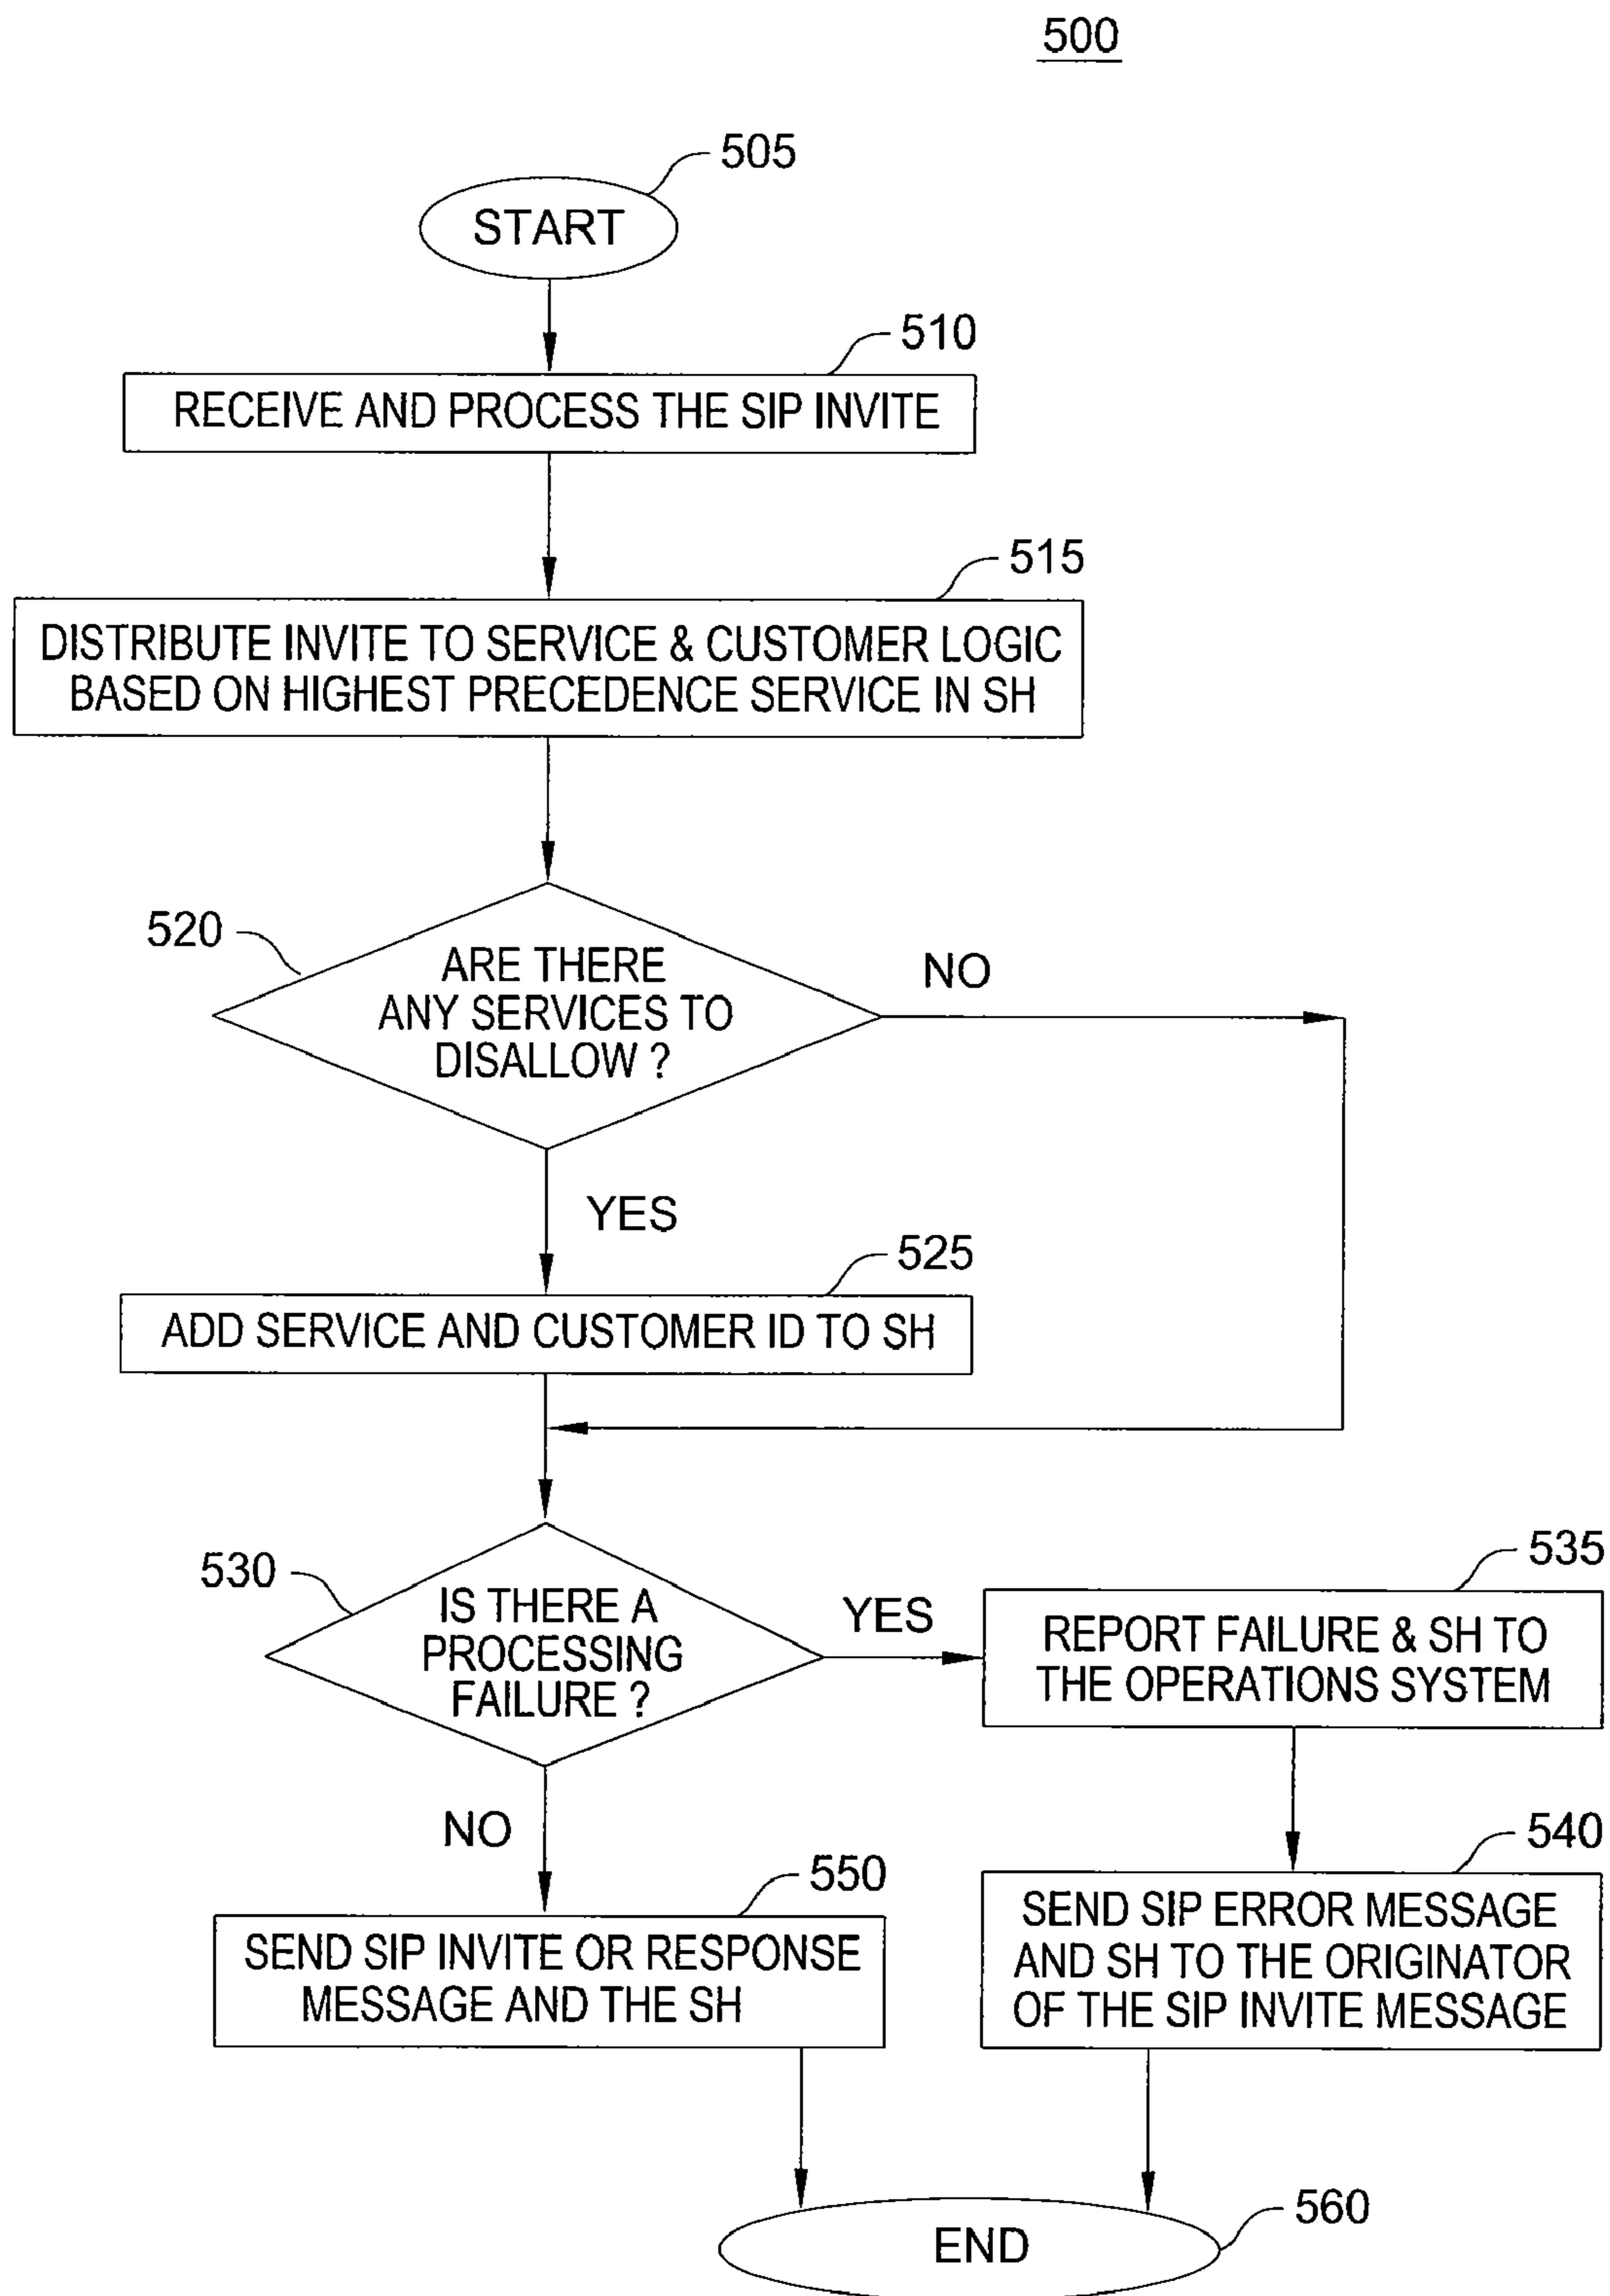 500
505
START
510
RECEIVE AND PROCESS THE SIP INVITE
515
DISTRIBUTE INVITE TO SERVICE & CUSTOMER LOGIC
BASED ON HIGHEST PRECEDENCE SERVICE IN SH
520
ARE THERE
ANY SERVICES TO
DISALLOW ?
NO
YES
525
ADD SERVICE AND CUSTOMER ID TO SH
530
IS THERE A
PROCESSING
FAILURE ?
YES
535
REPORT FAILURE & SH TO
THE OPERATIONS SYSTEM
NO
550
SEND SIP INVITE OR RESPONSE
MESSAGE AND THE SH
540
SEND SIP ERROR MESSAGE
AND SH TO THE ORIGINATOR
OF THE SIP INVITE MESSAGE
560
END